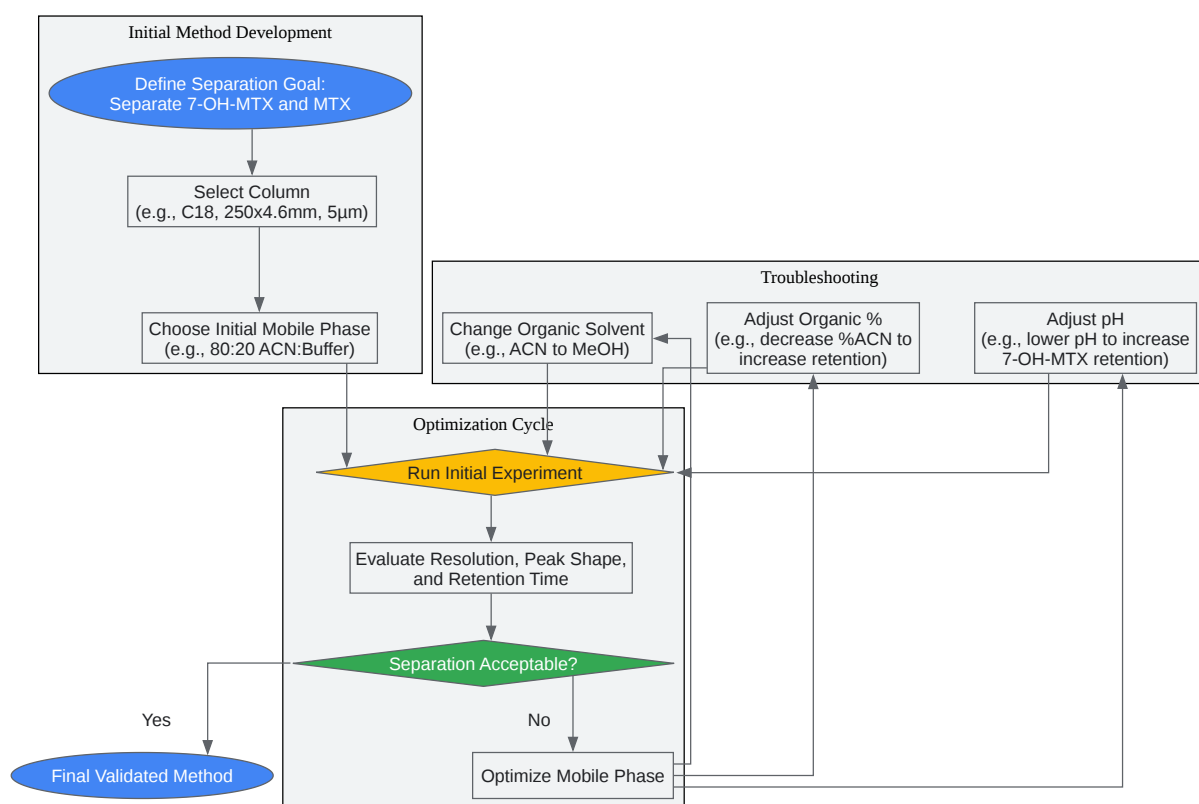 Initial Method Development
Define Separation Goal:
Separate 7-OH-MTX and MTX
Select Column
(e.g., C18, 250x4.6mm, 5µm)
Choose Initial Mobile Phase
(e.g., 80:20 ACN:Buffer)
Troubleshooting
Change Organic Solvent
(e.g., ACN to MeOH)
Adjust Organic %
(e.g., decrease %ACN to
increase retention)
Adjust pH
(e.g., lower pH to increase
7-OH-MTX retention)
Optimization Cycle
Run Initial Experiment
Evaluate Resolution, Peak Shape,
and Retention Time
Separation Acceptable?
Yes
No
Final Validated Method
Optimize Mobile Phase